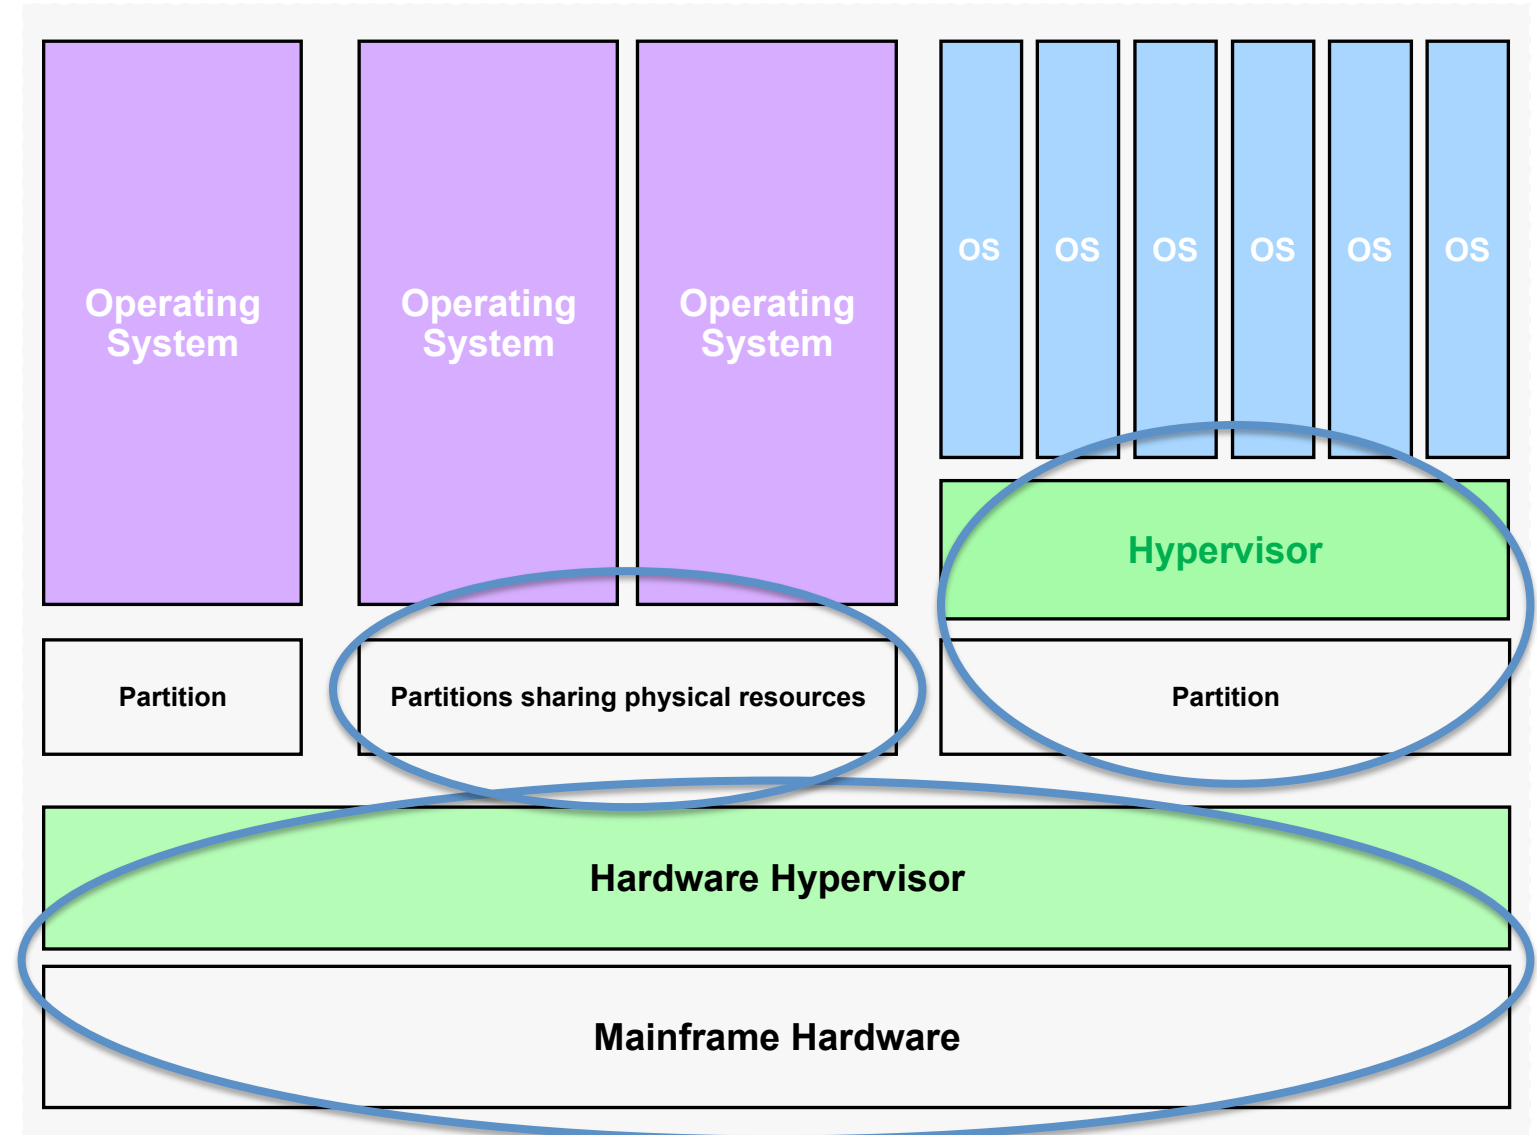 Operating
System
Operating
System
Operating
System
OS
OS
OS
OS
OS
OS
Hypervisor
Partition
Partitions sharing physical resources
Partition
Hardware Hypervisor
Mainframe Hardware